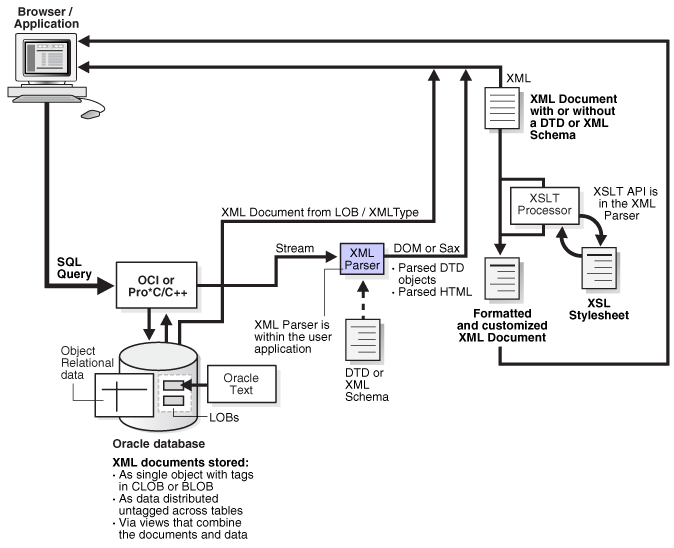 Browser /
Application
XML
XML Document
with or without
a DTD or XML
Schema
XSLT
Processor
XSLT API is
in the XML
Parser
XML Document from LOB / XMLType
SQL
Query
OCI or
Pro*C/C++
Stream
XML
Parser
DOM or Sax
· Parsed DTD
objects
· Parsed HTML
XSL
Stylesheet
Formatted
and customized
XML Document
XML Parser is
within the user
application
DTD or
XML
Schema
Object
Relational
data
Oracle
Text
LOBs
Oracle database
XML documents stored:
· As single object with tags
in CLOB or BLOB
· As data distributed
untagged across tables
· Via views that combine
the documents and data